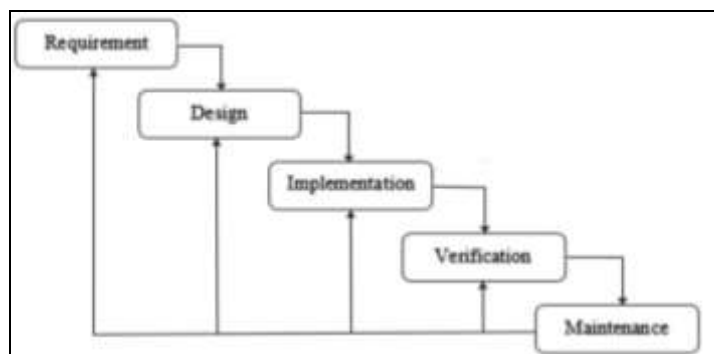 Requirement
Design
Implementation
Verification
Maintenance